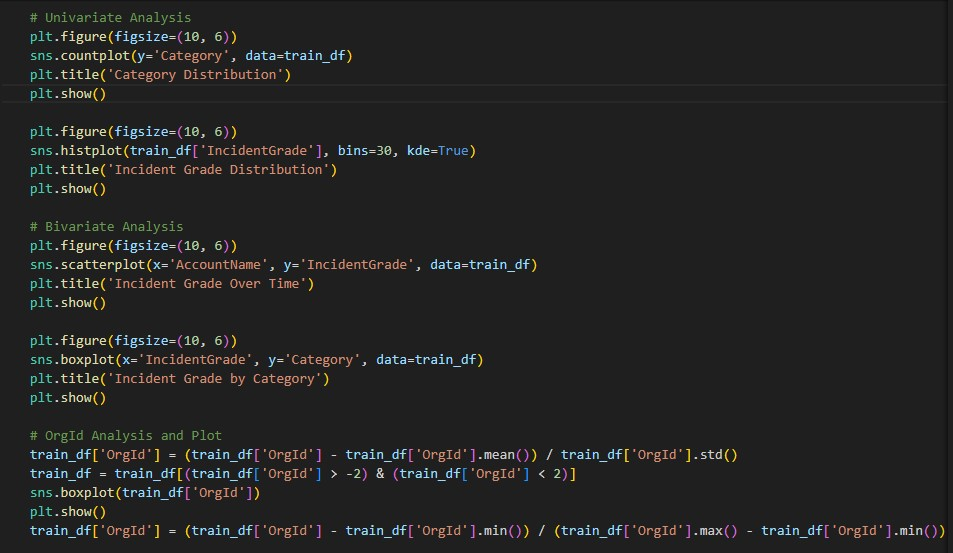 # Univariate Analysis
plt.figure(figsize=(10, 6))
sns.countplot(y='Category', data=train_df)
plt.title('Category Distribution')
plt.show()
plt.figure(figsize=(10, 6))
sns.histplot(train_df['IncidentGrade'], bins=30, kde=True)
plt.title('Incident Grade Distribution')
plt.show()
# Bivariate Analysis
plt.figure(figsize=(10, 6))
sns.scatterplot(x='AccountName', y='IncidentGrade', data=train_df)
plt.title('Incident Grade Over Time')
plt.show()
plt.figure(figsize=(10, 6))
sns.boxplot(x='IncidentGrade', y='Category', data=train_df)
plt.title('Incident Grade by Category')
plt.show()
# OrgId Analysis and Plot
train_df['OrgId'] = (train_df['OrgId'] - train_df['OrgId'].mean()) / train_df['OrgId'].std()
train_df = train_df[(train_df['OrgId'] > -2) & (train_df['OrgId'] < 2)]
sns.boxplot(train_df['OrgId'])
plt.show()
train_df['OrgId'] = (train_df['OrgId'] - train_df['OrgId'].min()) / (train_df['OrgId'].max() - train_df['OrgId'].min())